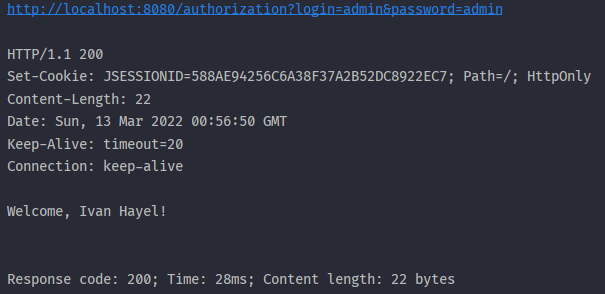 http://localhost:8080/authorization?login=admin&password=admin
HTTP/1.1 200
Set-Cookie: JSESSIONID=588AE94256C6A38F37A2B52DC8922EC7; Path=/; HttpOnly
Content-Length: 22
Date: Sun, 13 Mar 2022 00:56:50 GMT
Keep-Alive: timeout=20
Connection: keep-alive
Welcome, Ivan Hayel!
Response code: 200; Time: 28ms; Content length: 22 bytes